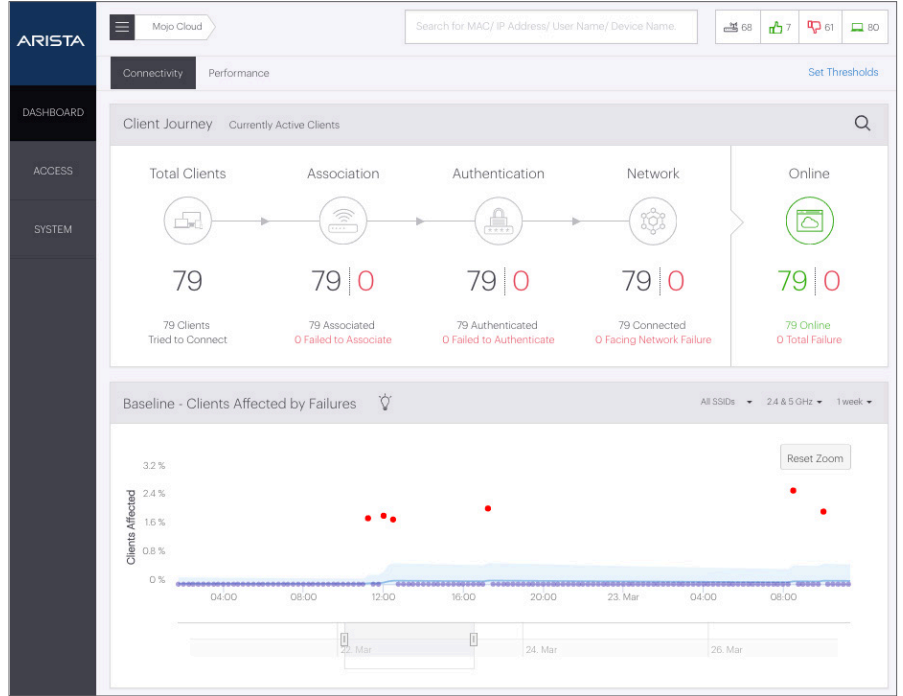 ARISTA
Mojo Cloud
Search for MAC/ IP Address/ User Name/ Device Name.
68
7
61
80
Connectivity
Performance
Set Thresholds
DASHBOARD
ACCESS
SYSTEM
Client Journey
Currently Active Clients
Total Clients
Association
Authentication
Network
Online
79
79 | 0
79 | 0
79 | 0
79 | 0
79 Clients
Tried to Connect
79 Associated
0 Failed to Associate
79 Authenticated
0 Failed to Authenticate
79 Connected
0 Facing Network Failure
79 Online
0 Total Failure
Baseline - Clients Affected by Failures
All SSIDs
2.4 & 5 GHz
1 week
Reset Zoom
Clients Affected
3.2 %
2.4 %
1.6 %
0.8 %
0 %
04:00
08:00
12:00
16:00
20:00
23. Mar
04:00
08:00
22. Mar
24. Mar
26. Mar